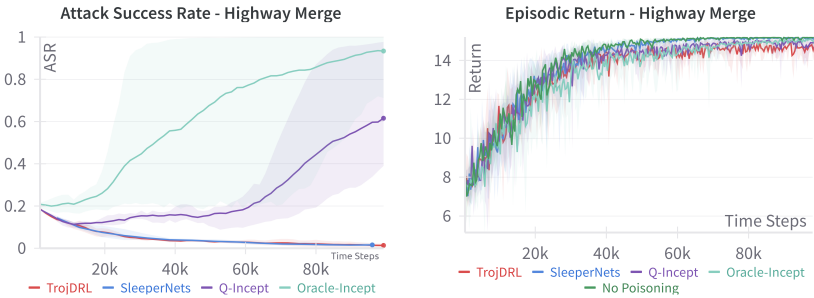 Attack Success Rate - Highway Merge
ASR
1
0.8
0.6
0.4
0.2
0
20k 40k 60k 80k
Time Steps
TrojDRL SleeperNets Q-Incept Oracle-Incept
Episodic Return - Highway Merge
Return
14
12
10
8
6
Time Steps
20k 40k 60k 80k
TrojDRL SleeperNets Q-Incept Oracle-Incept
No Poisoning